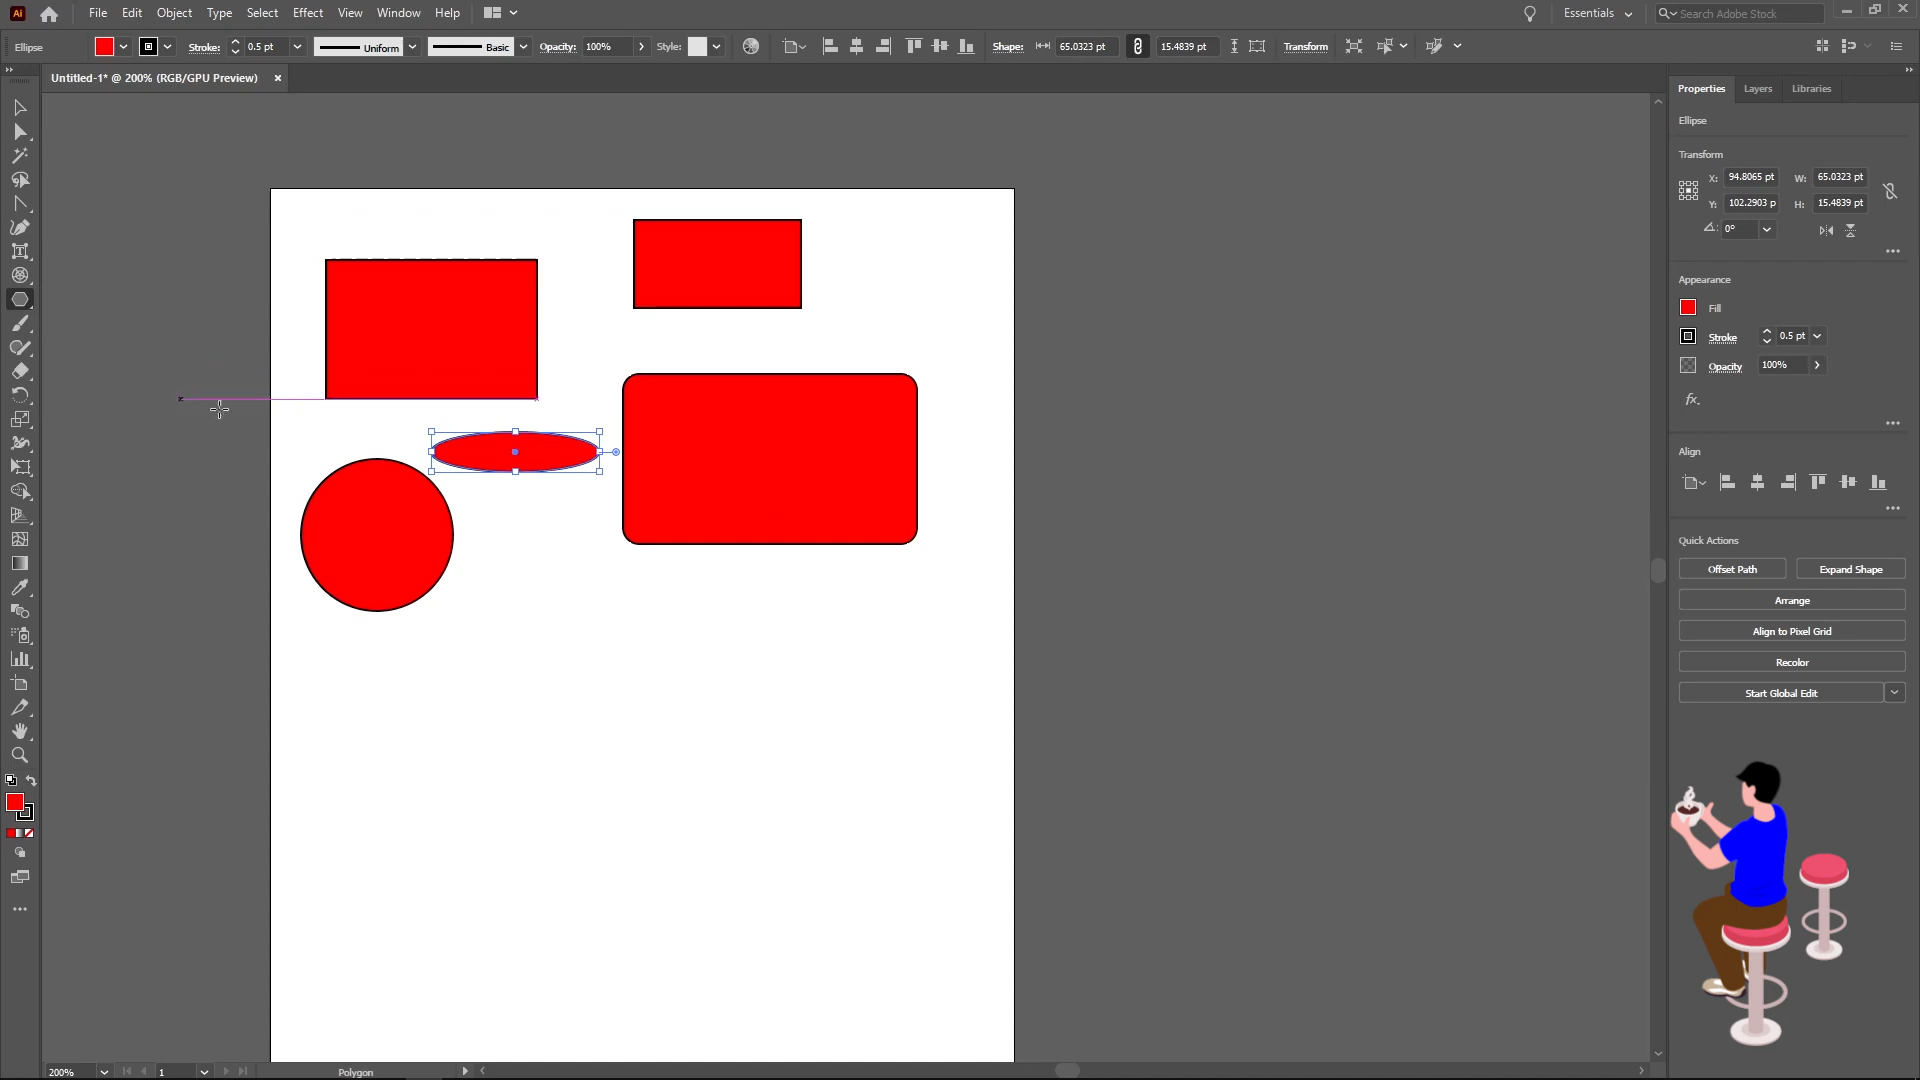 Ai File Edit Object Type Select Effect View Window Help Essentials Search Adobe Stock
Ellipse Stroke: 0.5 pt Uniform Basic Opacity: 100% Style: Shape: 65.0323 pt 15.4839 pt Transform
Untitled-1* @ 200% (RGB/GPU Preview) ×
Properties Layers Libraries
Ellipse
Transform
X: 94.8065 pt W: 65.0323 pt
Y: 102.2903 p H: 15.4839 pt
0°
Appearance
Fill
Stroke 0.5 pt
Opacity 100%
fx.
Align
Quick Actions
Offset Path Expand Shape
Arrange
Align to Pixel Grid
Recolor
Start Global Edit
200% 1 Polygon